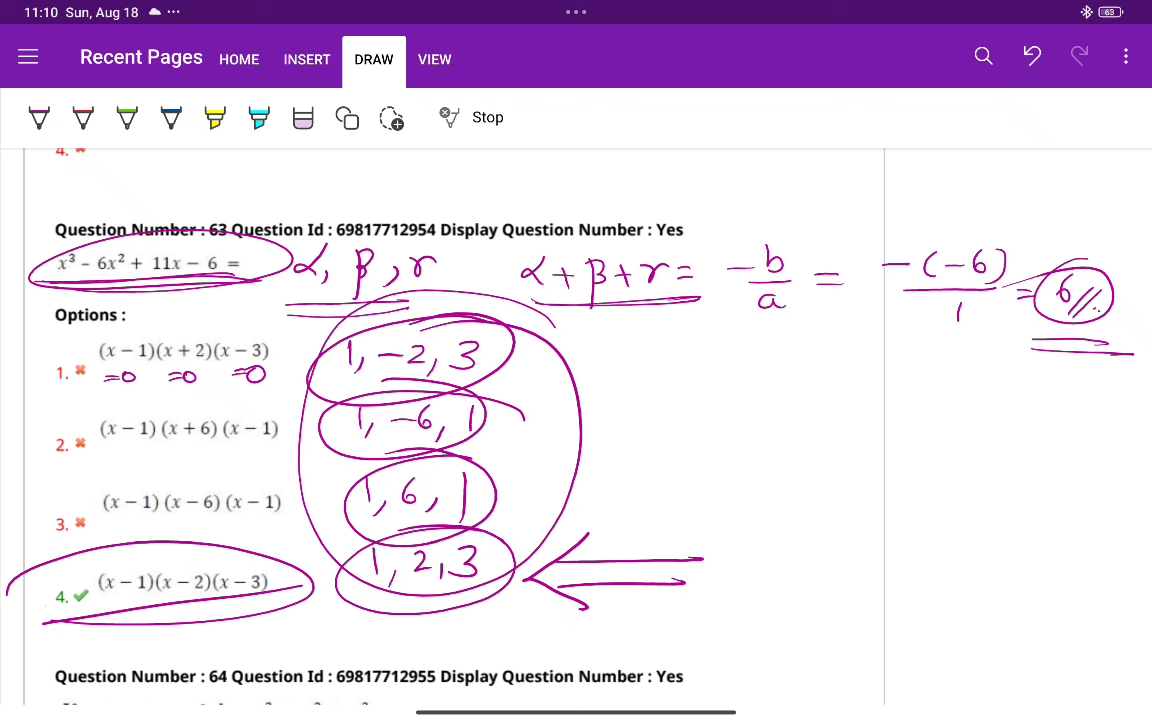 11:10 Sun, Aug 18 ...
63
Recent Pages HOME INSERT DRAW VIEW
Stop
4. ✖
Question Number : 63 Question Id : 69817712954 Display Question Number : Yes
x³ − 6x² + 11x − 6 =
α, β, r
α + β + r = -b/a = -(-6)/1 = 6//
Options :
(x − 1)(x + 2)(x − 3)
1. ✖
=0 =0 =0
1, -2, 3
(x − 1) (x + 6) (x − 1)
2. ✖
1, -6, 1
(x − 1) (x − 6) (x − 1)
3. ✖
1, 6, 1
(x − 1)(x − 2)(x − 3)
4. ✔
1, 2, 3
Question Number : 64 Question Id : 69817712955 Display Question Number : Yes